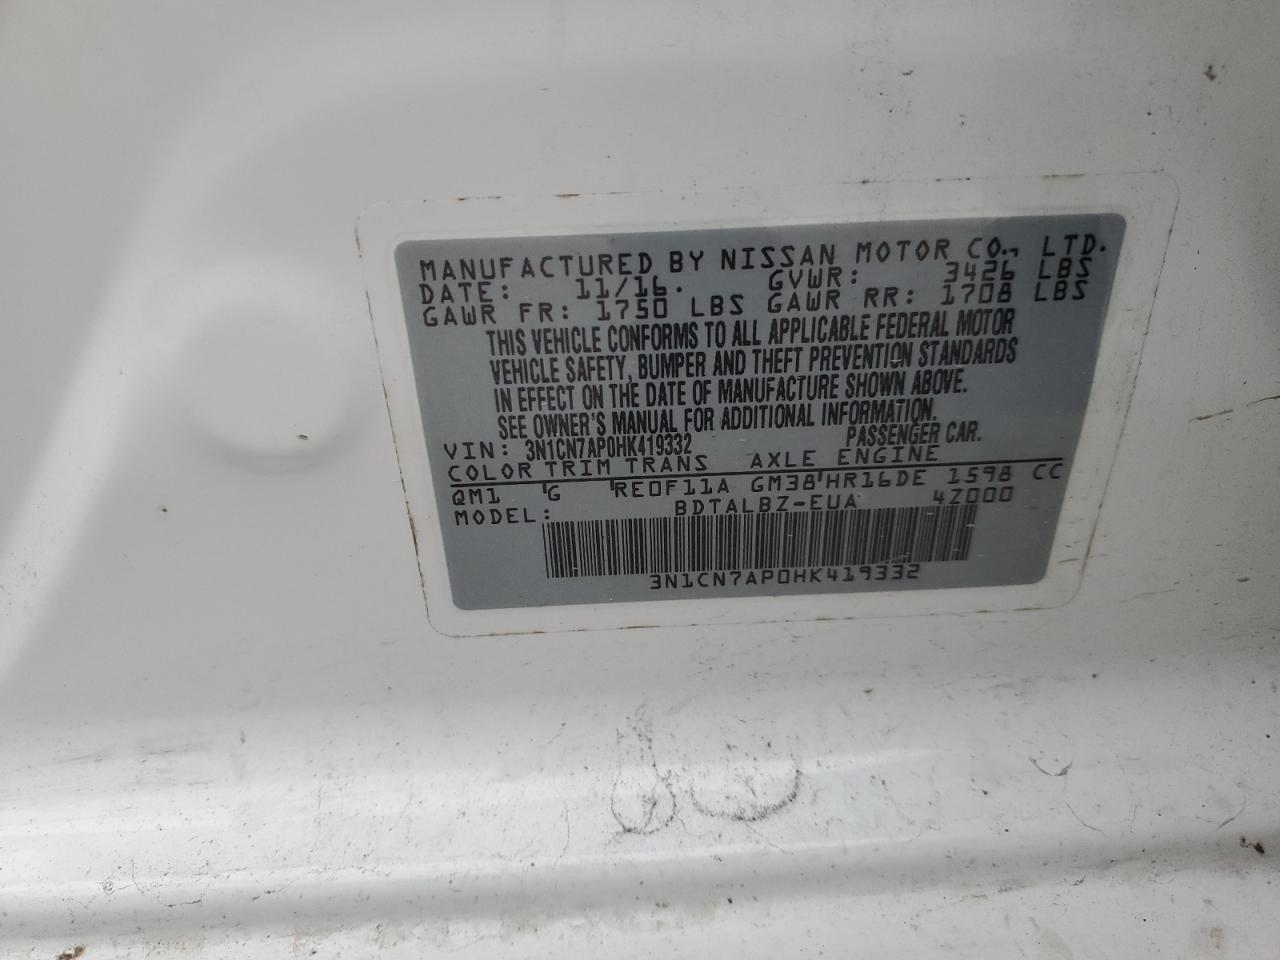 MANUFACTURED BY NISSAN MOTOR CO., LTD.
DATE: 11/16. GVWR: 3426 LBS
GAWR FR: 1750 LBS GAWR RR: 1708 LBS
THIS VEHICLE CONFORMS TO ALL APPLICABLE FEDERAL MOTOR
VEHICLE SAFETY, BUMPER AND THEFT PREVENTION STANDARDS
IN EFFECT ON THE DATE OF MANUFACTURE SHOWN ABOVE.
SEE OWNER'S MANUAL FOR ADDITIONAL INFORMATION.
VIN: 3N1CN7AP0HK419332 PASSENGER CAR.
COLOR TRIM TRANS AXLE ENGINE
QM1 G RE0F11A GM38 HR16DE 1598 CC
MODEL: BDTALBZ-EUA 4Z000
3N1CN7AP0HK419332